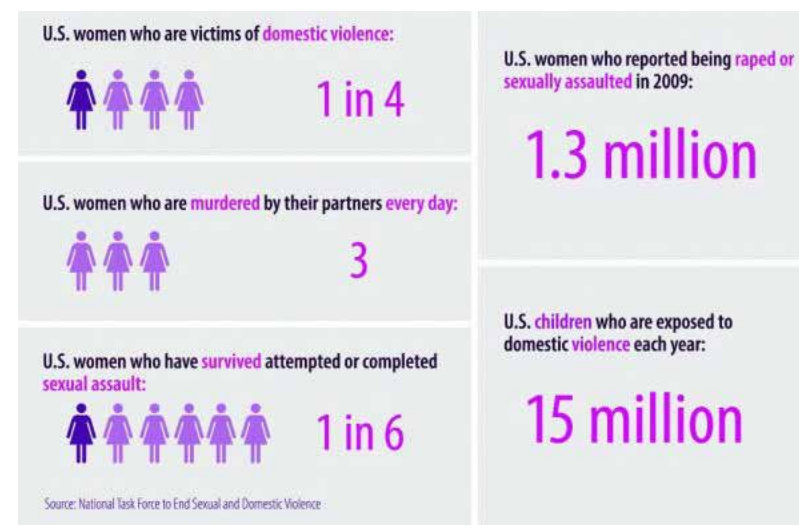 U.S. women who are victims of domestic violence:
1 in 4
U.S. women who are murdered by their partners every day:
3
U.S. women who have survived attempted or completed
sexual assault:
1 in 6
Source: National Task Force to End Sexual and Domestic Violence
U.S. women who reported being raped or
sexually assaulted in 2009:
1.3 million
U.S. children who are exposed to
domestic violence each year:
15 million